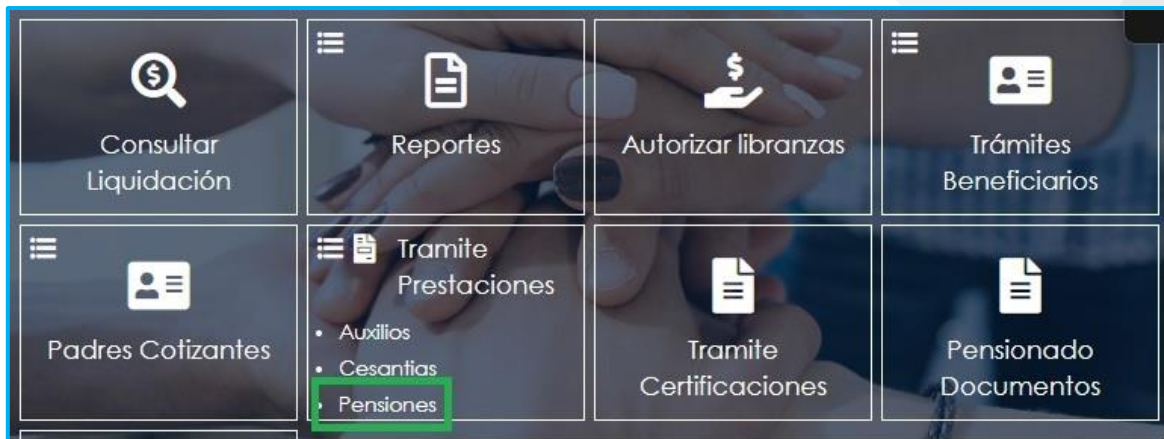 Consultar
Liquidación
Reportes
Autorizar libranzas
Trámites
Beneficiarios
Padres Cotizantes
Tramite
Prestaciones
• Auxilios
• Cesantias
• Pensiones
Tramite
Certificaciones
Pensionado
Documentos